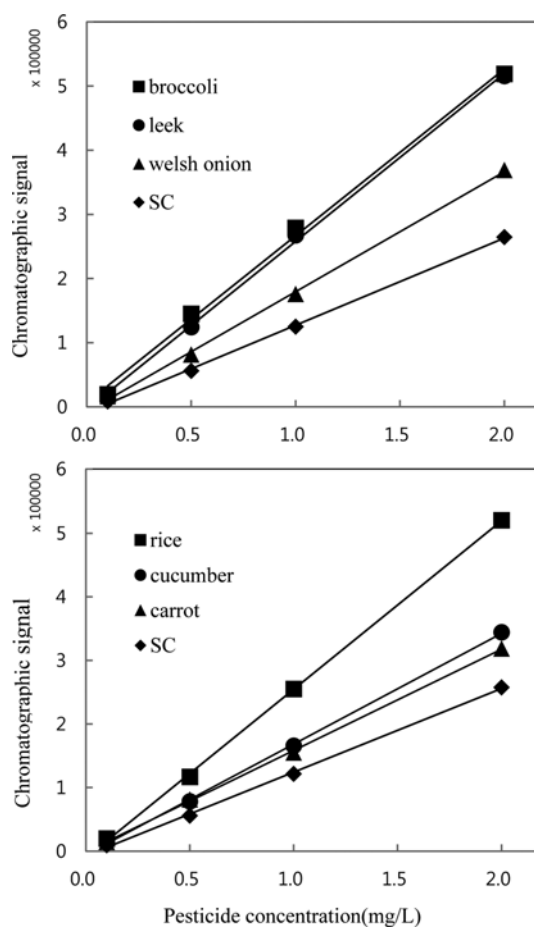 x 100000
6
5
4
3
2
1
0
Chromatographic signal
broccoli
leek
welsh onion
SC
0.0 0.5 1.0 1.5 2.0
x 100000
6
5
4
3
2
1
0
Chromatographic signal
rice
cucumber
carrot
SC
0.0 0.5 1.0 1.5 2.0
Pesticide concentration(mg/L)